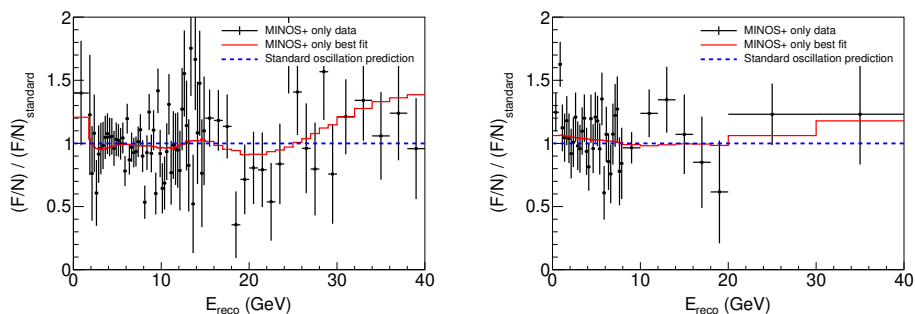 2
1.5
1
0.5
0
0 10 20 30 40
(F/N) / (F/N)standard
E_reco (GeV)
MINOS+ only data
MINOS+ only best fit
Standard oscillation prediction
2
1.5
1
0.5
0
0 10 20 30 40
(F/N) / (F/N)standard
E_reco (GeV)
MINOS+ only data
MINOS+ only best fit
Standard oscillation prediction